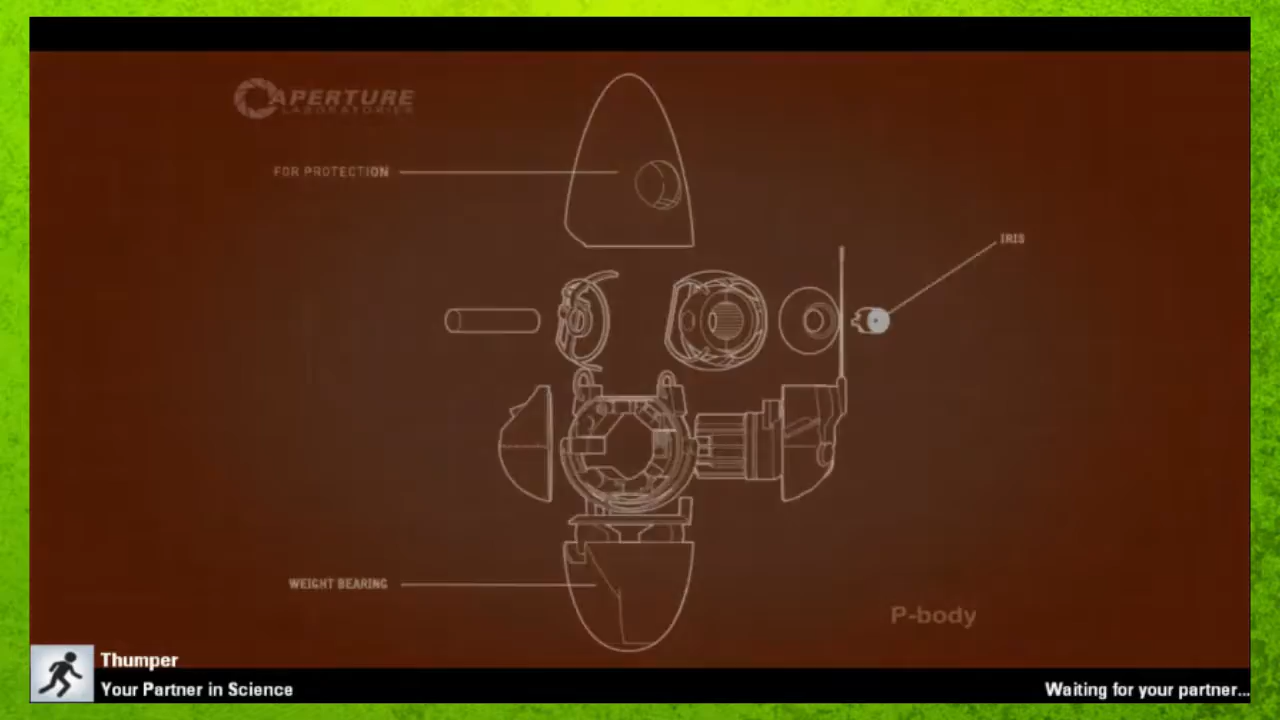 APERTURE
LABORATORIES
FOR PROTECTION
IRIS
WEIGHT BEARING
P-body
Thumper
Your Partner in Science
Waiting for your partner...